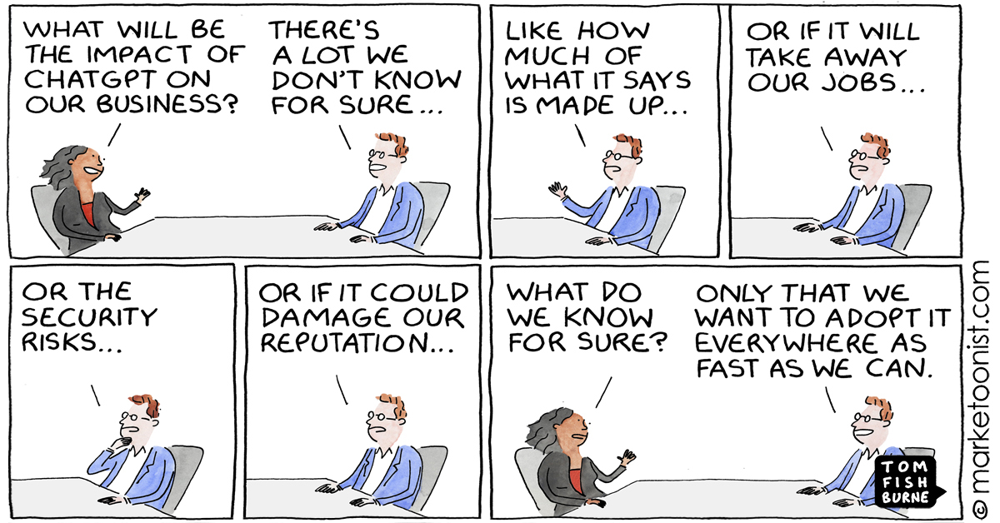 WHAT WILL BE
THE IMPACT OF
CHATGPT ON
OUR BUSINESS?
THERE'S
A LOT WE
DON'T KNOW
FOR SURE...
LIKE HOW
MUCH OF
WHAT IT SAYS
IS MADE UP...
OR IF IT WILL
TAKE AWAY
OUR JOBS...
OR THE
SECURITY
RISKS...
OR IF IT COULD
DAMAGE OUR
REPUTATION...
WHAT DO
WE KNOW
FOR SURE?
ONLY THAT WE
WANT TO ADOPT IT
EVERYWHERE AS
FAST AS WE CAN.
TOM
FISH
BURNE
© marketoonist.com